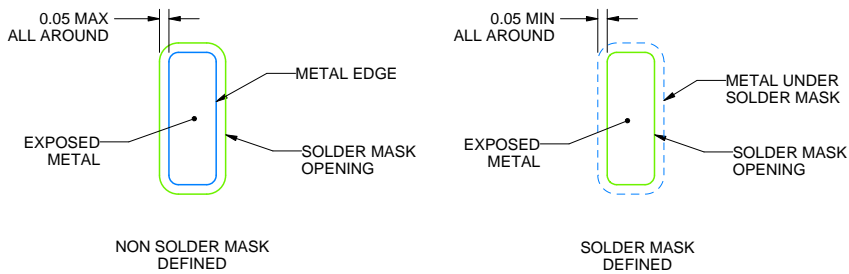 0.05 MAX
ALL AROUND
METAL EDGE
EXPOSED
METAL
SOLDER MASK
OPENING
NON SOLDER MASK
DEFINED
0.05 MIN
ALL AROUND
METAL UNDER
SOLDER MASK
EXPOSED
METAL
SOLDER MASK
OPENING
SOLDER MASK
DEFINED